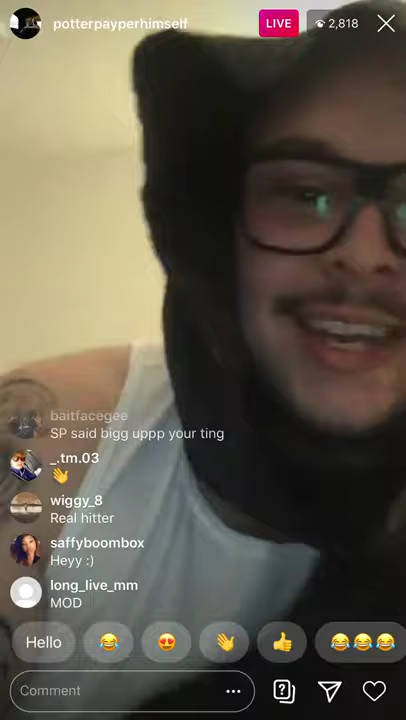 potterpayperhimself
LIVE
2,818
baitfacegee
SP said bigg uppp your ting
_.tm.03
👋
wiggy_8
Real hitter
saffyboombox
Heyy :)
long_live_mm
MOD
Hello 😂 😍 👋 👍 😂😂😂
Comment